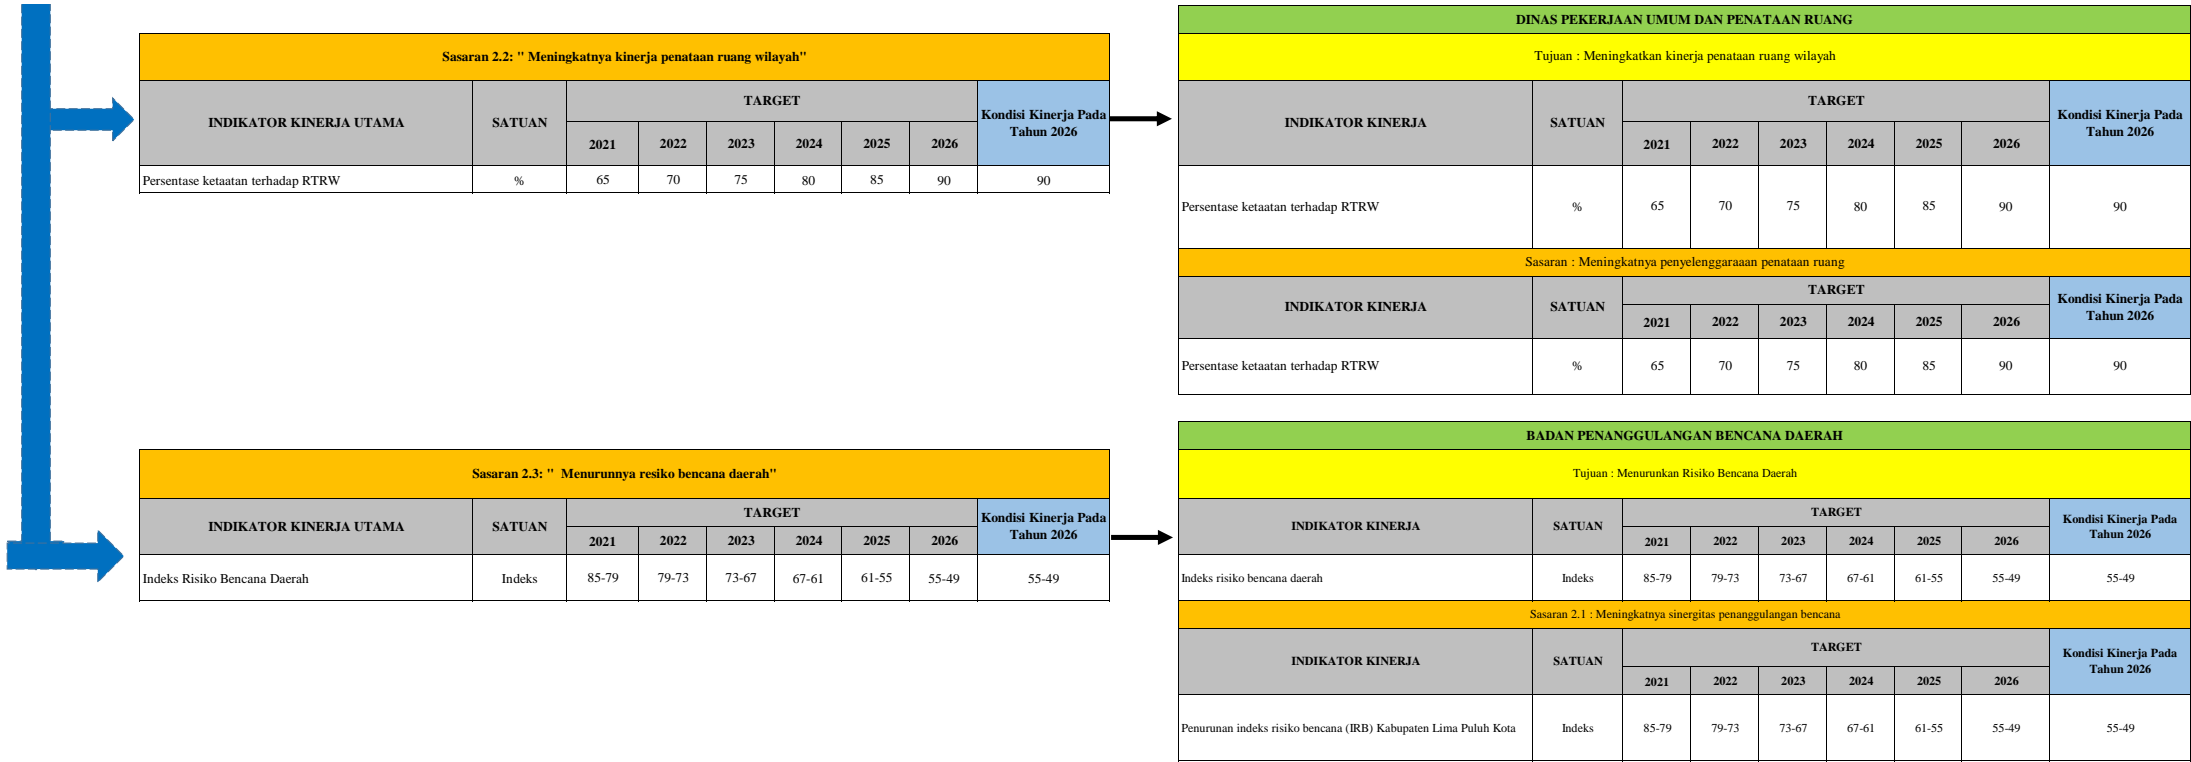 Sasaran 2.2: " Meningkatnya kinerja penataan ruang wilayah"
INDIKATOR KINERJA UTAMA SATUAN TARGET Kondisi Kinerja Pada Tahun 2026
2021 2022 2023 2024 2025 2026
Persentase ketaatan terhadap RTRW % 65 70 75 80 85 90 90
DINAS PEKERJAAN UMUM DAN PENATAAN RUANG
Tujuan : Meningkatkan kinerja penataan ruang wilayah
INDIKATOR KINERJA SATUAN TARGET Kondisi Kinerja Pada Tahun 2026
2021 2022 2023 2024 2025 2026
Persentase ketaatan terhadap RTRW % 65 70 75 80 85 90 90
Sasaran : Meningkatnya penyelenggaraaan penataan ruang
INDIKATOR KINERJA SATUAN TARGET Kondisi Kinerja Pada Tahun 2026
2021 2022 2023 2024 2025 2026
Persentase ketaatan terhadap RTRW % 65 70 75 80 85 90 90
Sasaran 2.3: " Menurunnya resiko bencana daerah"
INDIKATOR KINERJA UTAMA SATUAN TARGET Kondisi Kinerja Pada Tahun 2026
2021 2022 2023 2024 2025 2026
Indeks Risiko Bencana Daerah Indeks 85-79 79-73 73-67 67-61 61-55 55-49 55-49
BADAN PENANGGULANGAN BENCANA DAERAH
Tujuan : Menurunkan Risiko Bencana Daerah
INDIKATOR KINERJA SATUAN TARGET Kondisi Kinerja Pada Tahun 2026
2021 2022 2023 2024 2025 2026
Indeks risiko bencana daerah Indeks 85-79 79-73 73-67 67-61 61-55 55-49 55-49
Sasaran 2.1 : Meningkatnya sinergitas penanggulangan bencana
INDIKATOR KINERJA SATUAN TARGET Kondisi Kinerja Pada Tahun 2026
2021 2022 2023 2024 2025 2026
Penurunan indeks risiko bencana (IRB) Kabupaten Lima Puluh Kota Indeks 85-79 79-73 73-67 67-61 61-55 55-49 55-49